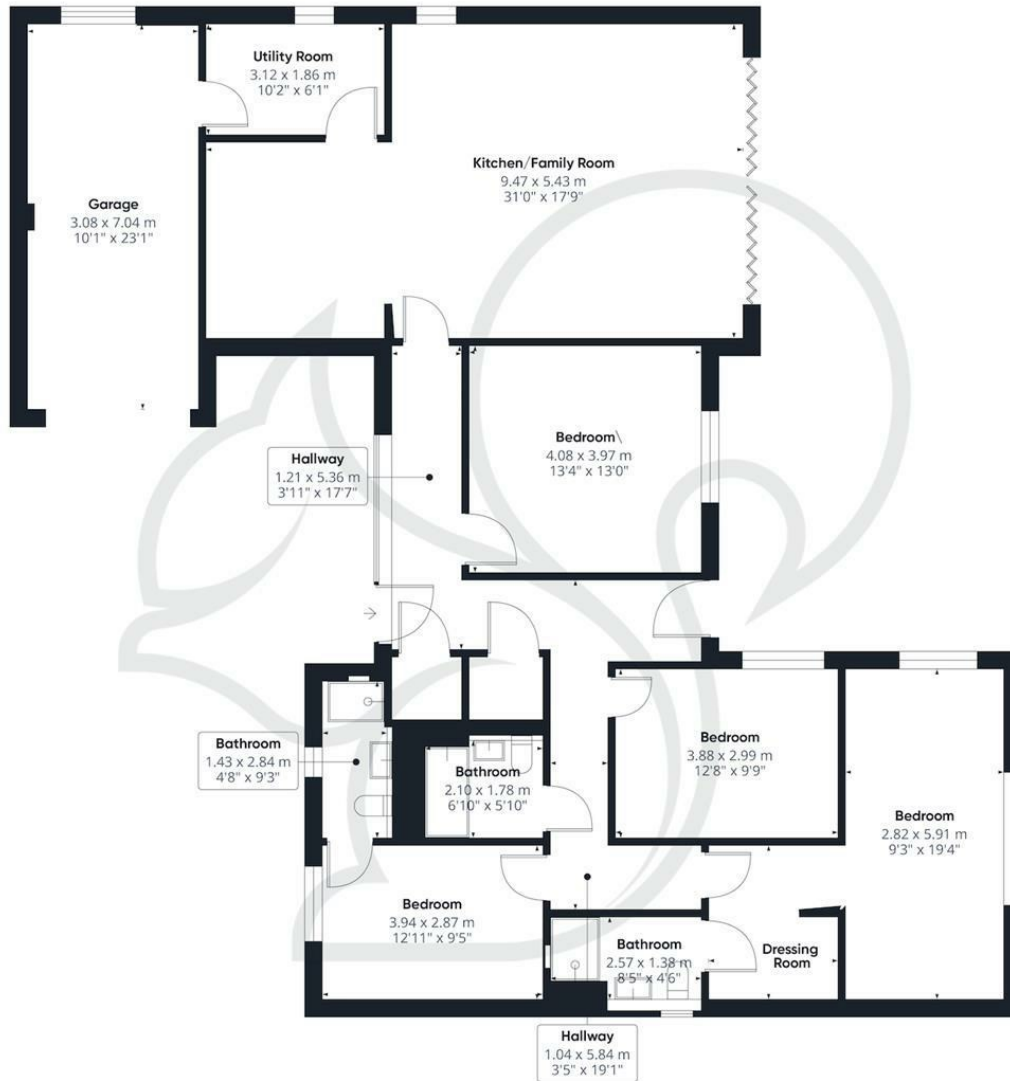 Utility Room
3.12 x 1.86 m
10'2" x 6'1"
Kitchen/Family Room
9.47 x 5.43 m
31'0" x 17'9"
Garage
3.08 x 7.04 m
10'1" x 23'1"
Bedroom\
4.08 x 3.97 m
13'4" x 13'0"
Hallway
1.21 x 5.36 m
3'11" x 17'7"
Bathroom
1.43 x 2.84 m
4'8" x 9'3"
Bathroom
2.10 x 1.78 m
6'10" x 5'10"
Bedroom
3.88 x 2.99 m
12'8" x 9'9"
Bedroom
2.82 x 5.91 m
9'3" x 19'4"
Bedroom
3.94 x 2.87 m
12'11" x 9'5"
Bathroom
2.57 x 1.38 m
8'5" x 4'6"
Dressing
Room
Hallway
1.04 x 5.84 m
3'5" x 19'1"